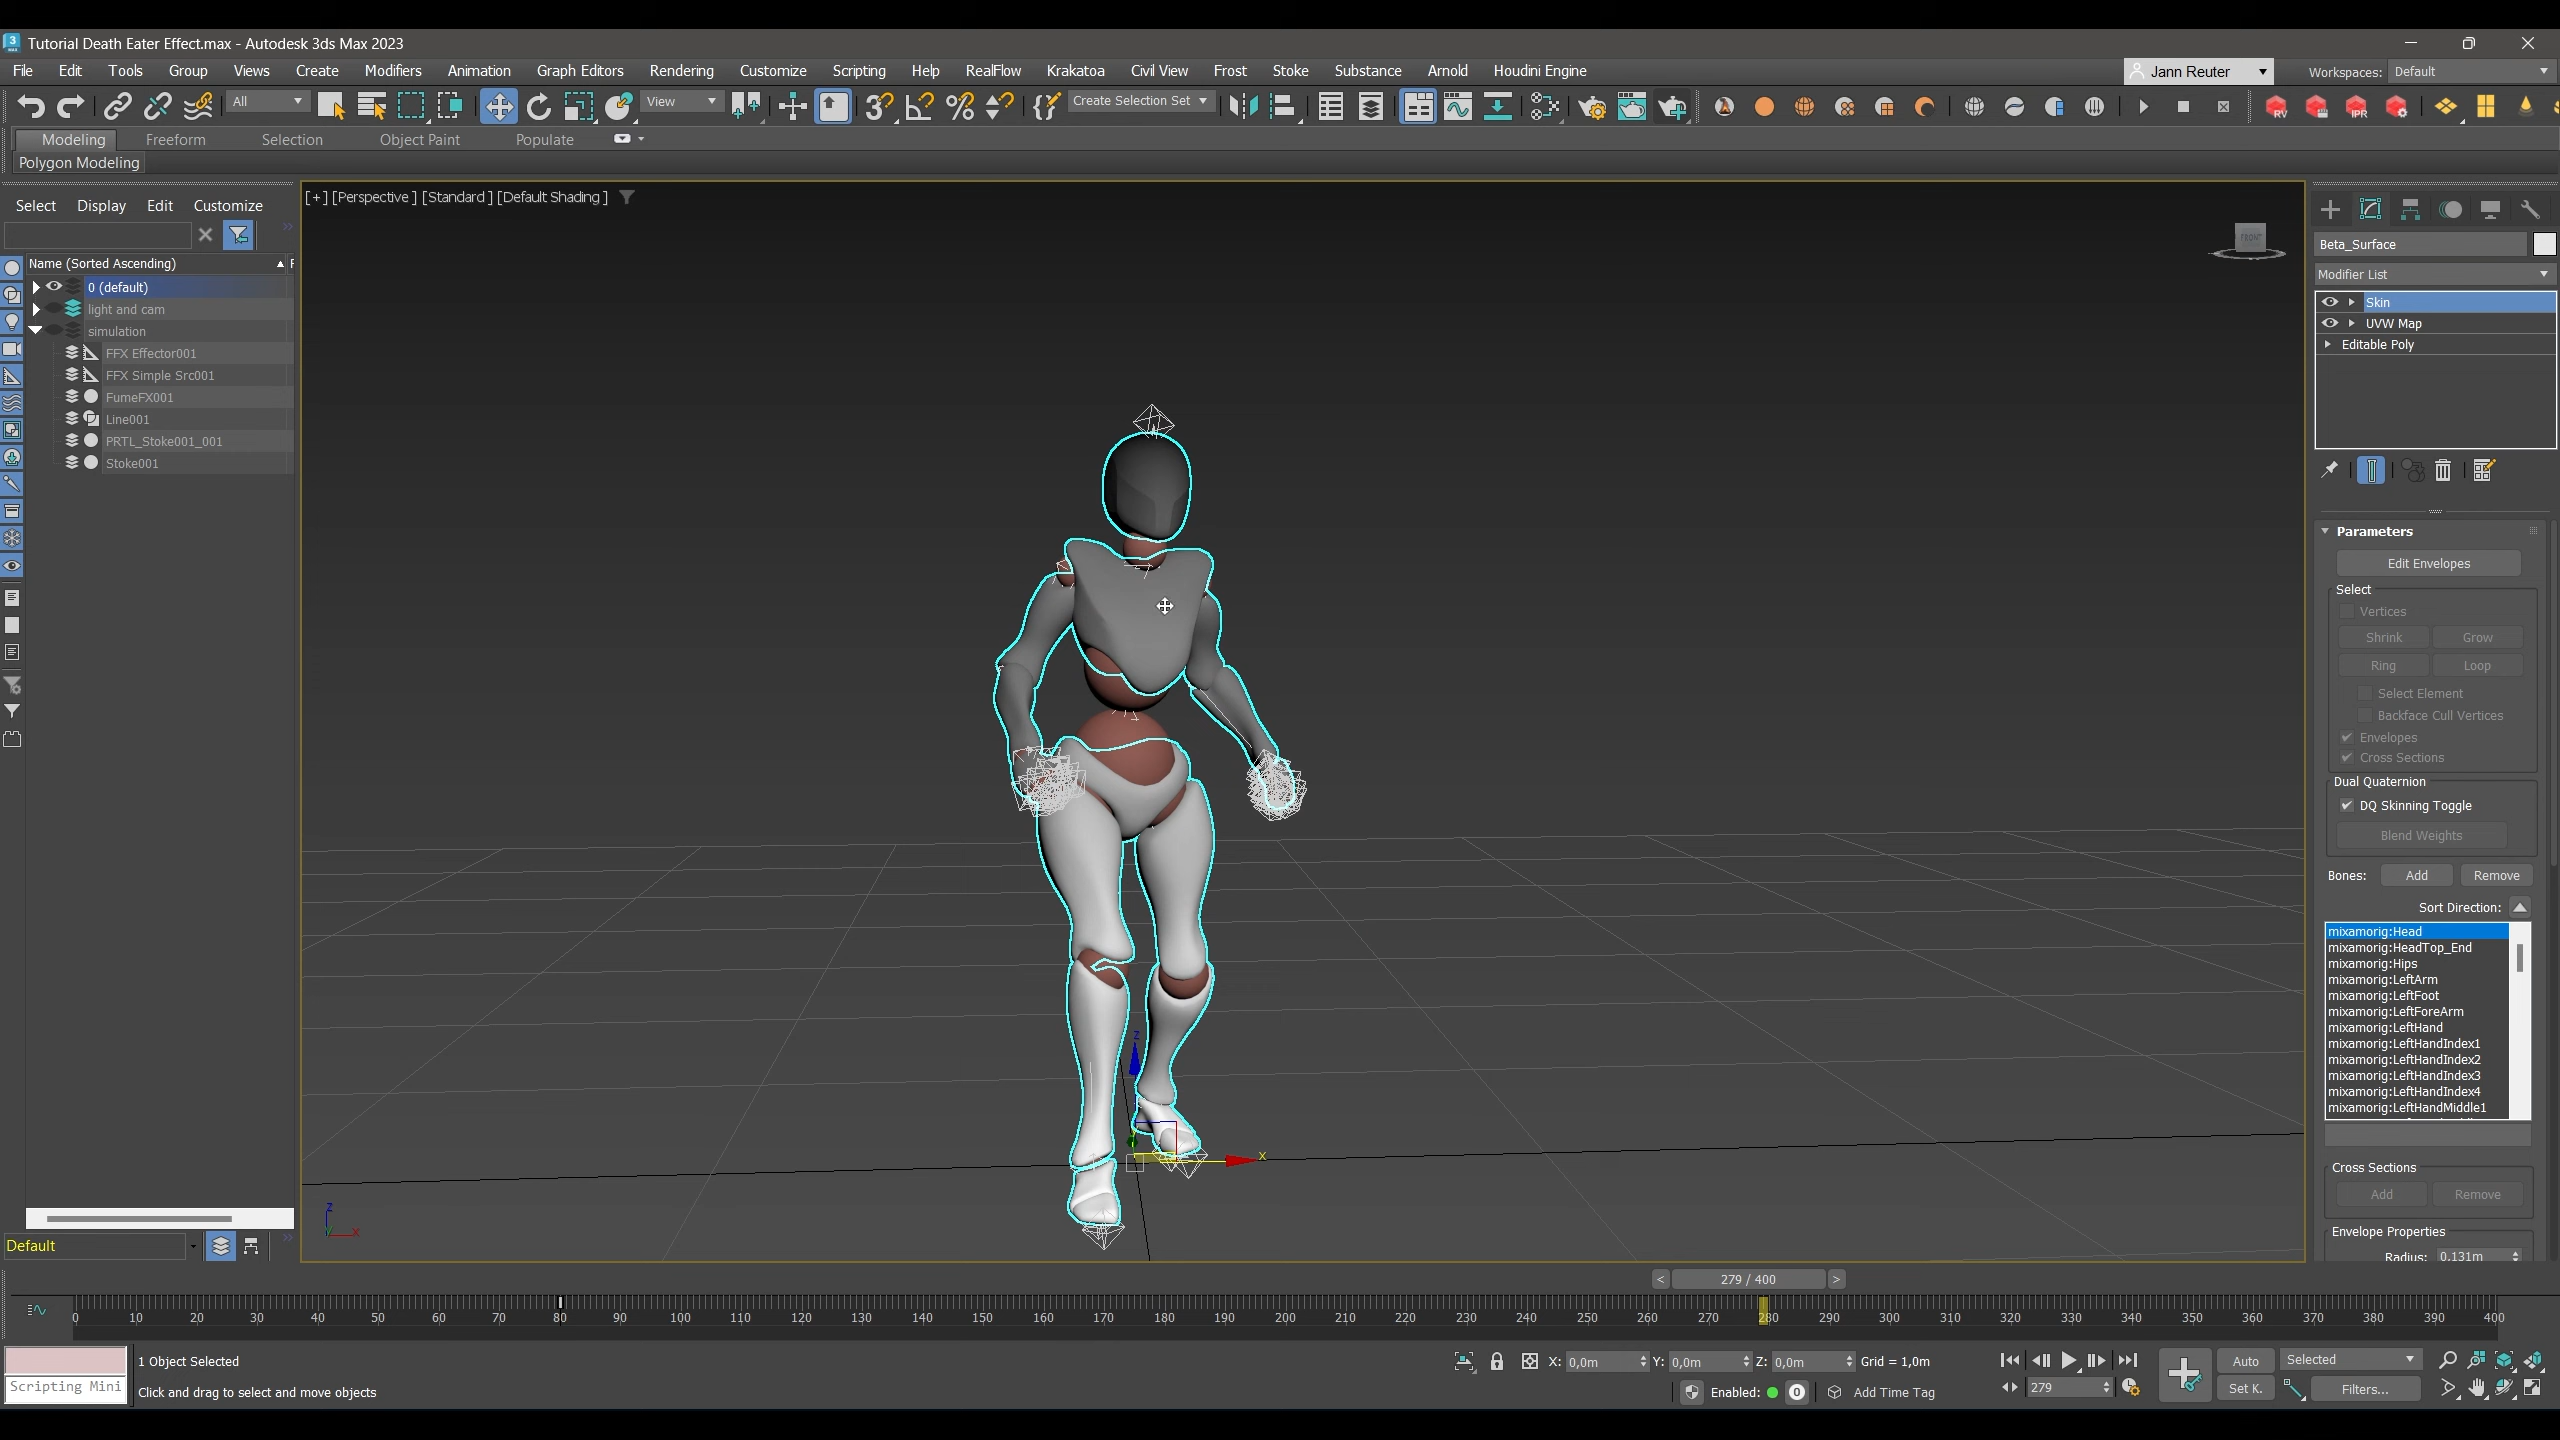 Tutorial Death Eater Effect.max - Autodesk 3ds Max 2023
File Edit Tools Group Views Create Modifiers Animation Graph Editors Rendering Customize Scripting Help RealFlow Krakatoa Civil View Frost Stoke Substance Arnold Houdini Engine
Jann Reuter Workspaces: Default
All View Create Selection Set
Modeling Freeform Selection Object Paint Populate
Polygon Modeling
Select Display Edit Customize
Name (Sorted Ascending)
0 (default)
light and cam
simulation
FFX Effector001
FFX Simple Src001
FumeFX001
Line001
PRTL_Stoke001_001
Stoke001
Default
[+] [Perspective ] [Standard ] [Default Shading ]
FRONT
z
x
z
x
Beta_Surface
Modifier List
Skin
UVW Map
Editable Poly
Parameters
Edit Envelopes
Select
Vertices
Shrink Grow
Ring Loop
Select Element
Backface Cull Vertices
Envelopes
Cross Sections
Dual Quaternion
DQ Skinning Toggle
Blend Weights
Bones: Add Remove
Sort Direction:
mixamorig:Head
mixamorig:HeadTop_End
mixamorig:Hips
mixamorig:LeftArm
mixamorig:LeftFoot
mixamorig:LeftForeArm
mixamorig:LeftHand
mixamorig:LeftHandIndex1
mixamorig:LeftHandIndex2
mixamorig:LeftHandIndex3
mixamorig:LeftHandIndex4
mixamorig:LeftHandMiddle1
Cross Sections
Add Remove
Envelope Properties
Radius: 0,131m
< 279 / 400 >
0 10 20 30 40 50 60 70 80 90 100 110 120 130 140 150 160 170 180 190 200 210 220 230 240 250 260 270 280 290 300 310 320 330 340 350 360 370 380 390 400
1 Object Selected
X: 0,0m Y: 0,0m Z: 0,0m Grid = 1,0m
Auto Selected
Scripting Mini
Click and drag to select and move objects
Enabled: 0 Add Time Tag
279
Set K. Filters...